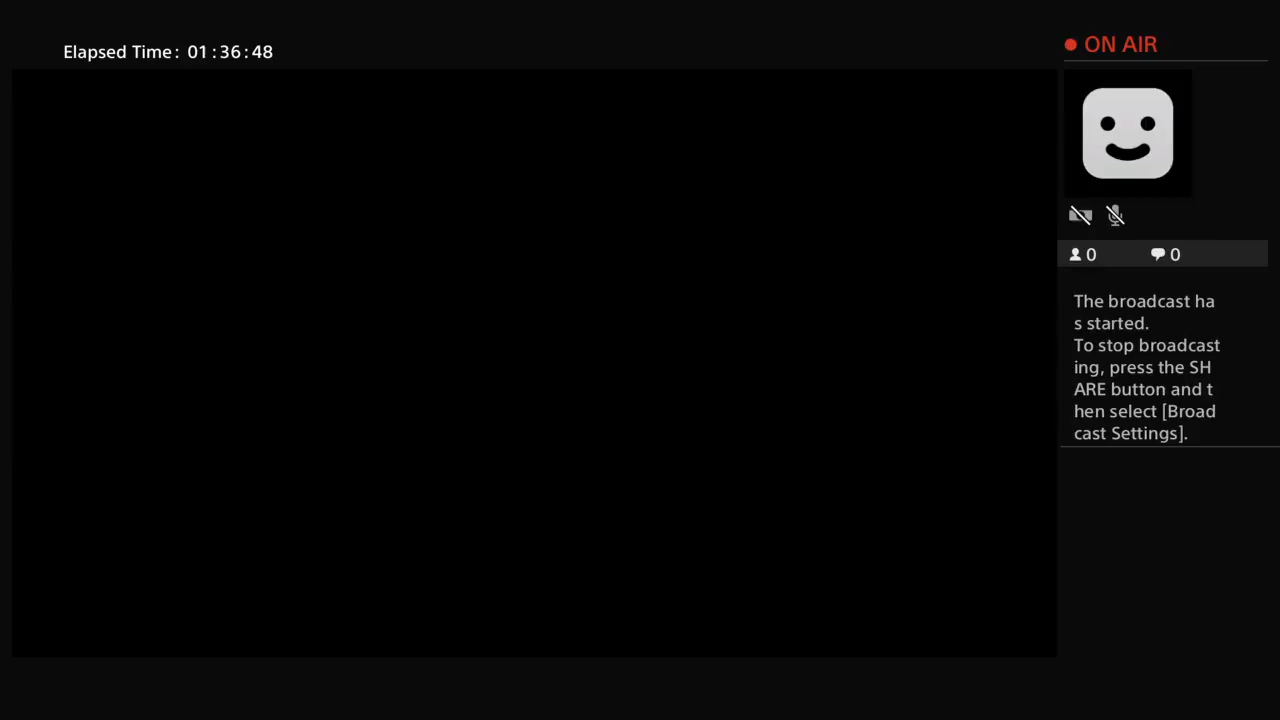 Elapsed Time: 01:36:48
ON AIR
0 0
The broadcast ha
s started.
To stop broadcast
ing, press the SH
ARE button and t
hen select [Broad
cast Settings].